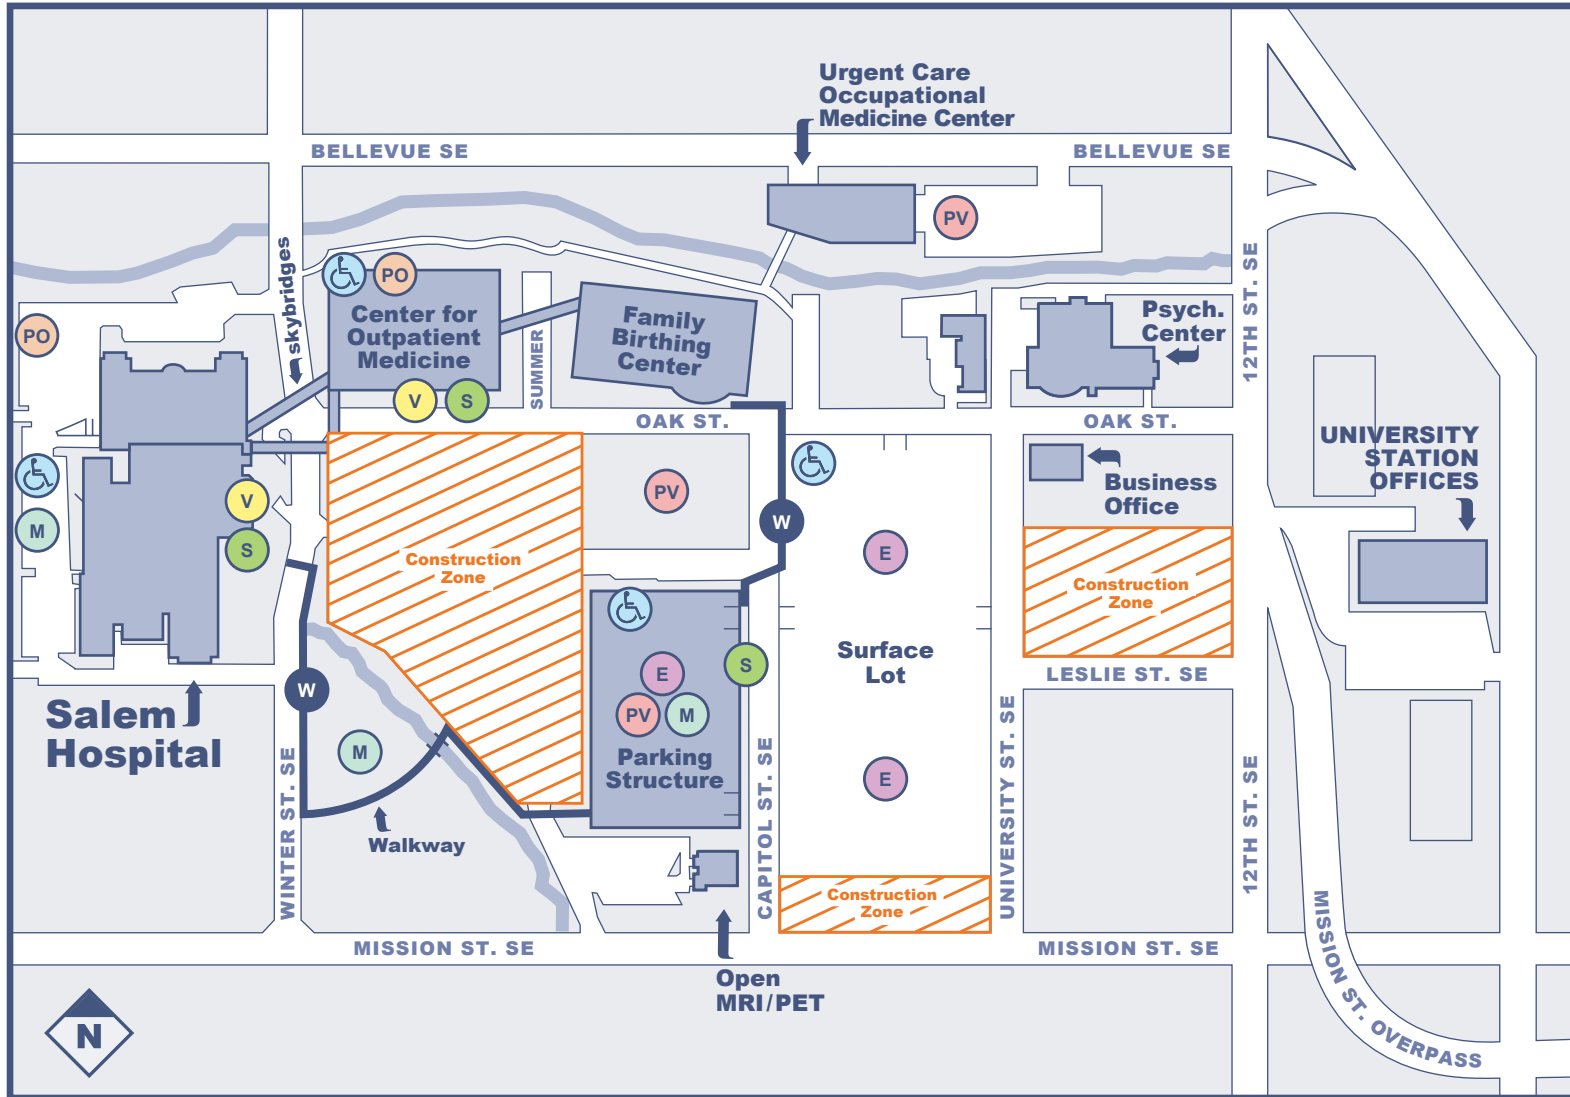 Urgent Care
Occupational
Medicine Center
BELLEVUE SE
BELLEVUE SE
PV
skybridges
12TH ST. SE
PO
PO
Center for
Outpatient
Medicine
SUMMER
Family
Birthing
Center
Psych.
Center
V
S
OAK ST.
OAK ST.
UNIVERSITY
STATION
OFFICES
M
V
S
PV
W
Business
Office
Construction
Zone
E
Construction
Zone
S
Surface
Lot
LESLIE ST. SE
W
E
PV
M
Parking
Structure
Salem
Hospital
M
E
WINTER ST. SE
Walkway
CAPITOL ST. SE
UNIVERSITY ST. SE
12TH ST. SE
Construction
Zone
MISSION ST. SE
MISSION ST. SE
MISSION ST. OVERPASS
Open
MRI/PET
N